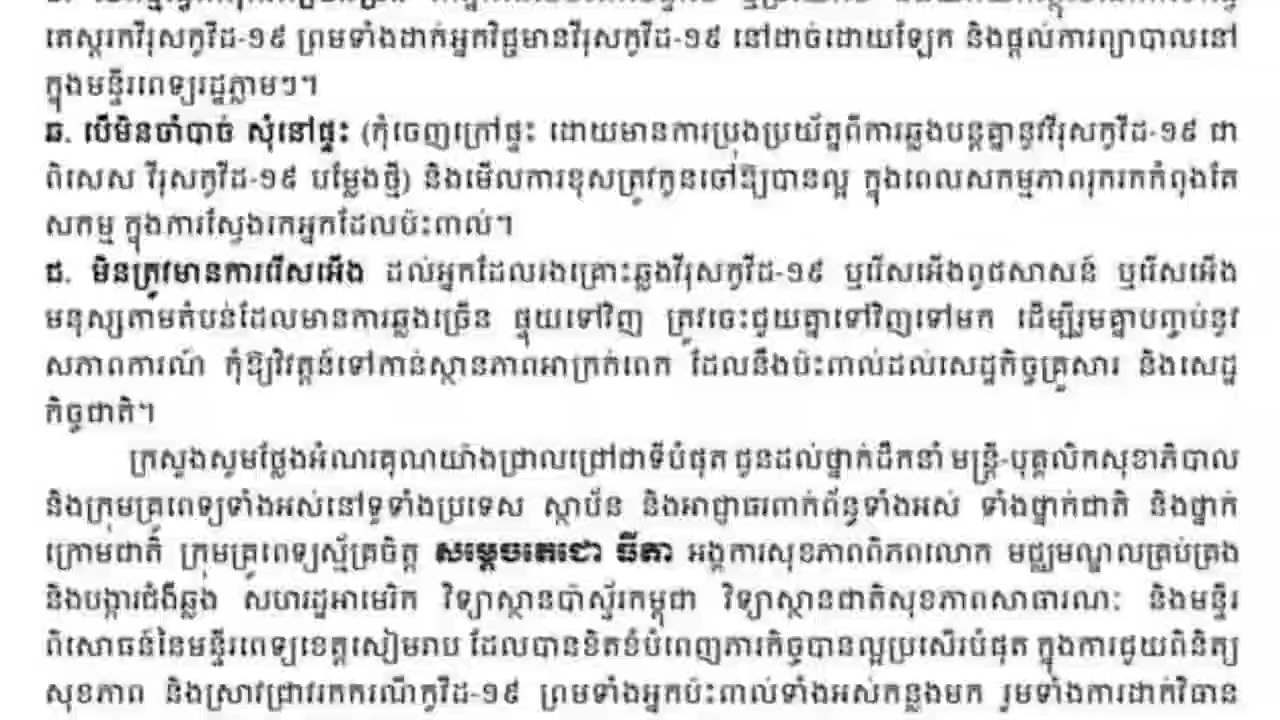 តេស្តរកវីរុសកូវីដ-១៩ ព្រមទាំងដាក់អ្នកវិជ្ជមានវីរុសកូវីដ-១៩ នៅដាច់ដោយឡែក និងផ្តល់ការព្យាបាលនៅ
ក្នុងមន្ទីរពេទ្យរដ្ឋភ្លាមៗ។
ឆ. បើមិនចាំបាច់ សុំនៅផ្ទះ (កុំចេញក្រៅផ្ទះ ដោយមានការប្រុងប្រយ័ត្នពីការឆ្លងបន្តគ្នានូវវីរុសកូវីដ-១៩ ជា
ពិសេស វីរុសកូវីដ-១៩ បម្លែងថ្មី) និងមើលការខុសត្រូវកូនចៅឱ្យបានល្អ ក្នុងពេលសកម្មភាពរុករកកំពុងតែ
សកម្ម ក្នុងការស្វែងរកអ្នកដែលប៉ះពាល់។
ជ. មិនត្រូវមានការរើសអើង ដល់អ្នកដែលរងគ្រោះឆ្លងវីរុសកូវីដ-១៩ ឬរើសអើងពូជសាសន៍ ឬរើសអើង
មនុស្សតាមតំបន់ដែលមានការឆ្លងច្រើន ផ្ទុយទៅវិញ ត្រូវចេះជួយគ្នាទៅវិញទៅមក ដើម្បីរួមគ្នាបញ្ចប់នូវ
សភាពការណ៍ កុំឱ្យវិវត្តន៍ទៅកាន់ស្ថានភាពអាក្រក់ពេក ដែលនឹងប៉ះពាល់ដល់សេដ្ឋកិច្ចគ្រួសារ និងសេដ្ឋ
កិច្ចជាតិ។
ក្រសួងសូមថ្លែងអំណរគុណយ៉ាងជ្រាលជ្រៅជាទីបំផុត ជូនដល់ថ្នាក់ដឹកនាំ មន្ត្រី-បុគ្គលិកសុខាភិបាល
និងក្រុមគ្រូពេទ្យទាំងអស់នៅទូទាំងប្រទេស ស្ថាប័ន និងអាជ្ញាធរពាក់ព័ន្ធទាំងអស់ ទាំងថ្នាក់ជាតិ និងថ្នាក់
ក្រោមជាតិ ក្រុមគ្រូពេទ្យស្ម័គ្រចិត្ត សម្តេចតេជោ ធីតា អង្គការសុខភាពពិភពលោក មជ្ឈមណ្ឌលគ្រប់គ្រង
និងបង្ការជំងឺឆ្លង សហរដ្ឋអាមេរិក វិទ្យាស្ថានប៉ាស្ទ័រកម្ពុជា វិទ្យាស្ថានជាតិសុខភាពសាធារណៈ និងមន្ទីរ
ពិសោធន៍នៃមន្ទីរពេទ្យខេត្តសៀមរាប ដែលបានខិតខំបំពេញភារកិច្ចបានល្អប្រសើរបំផុត ក្នុងការជួយពិនិត្យ
សុខភាព និងស្រាវជ្រាវរកករណីកូវីដ-១៩ ព្រមទាំងអ្នកប៉ះពាល់ទាំងអស់កន្លងមក រួមទាំងការដាក់វិធាន